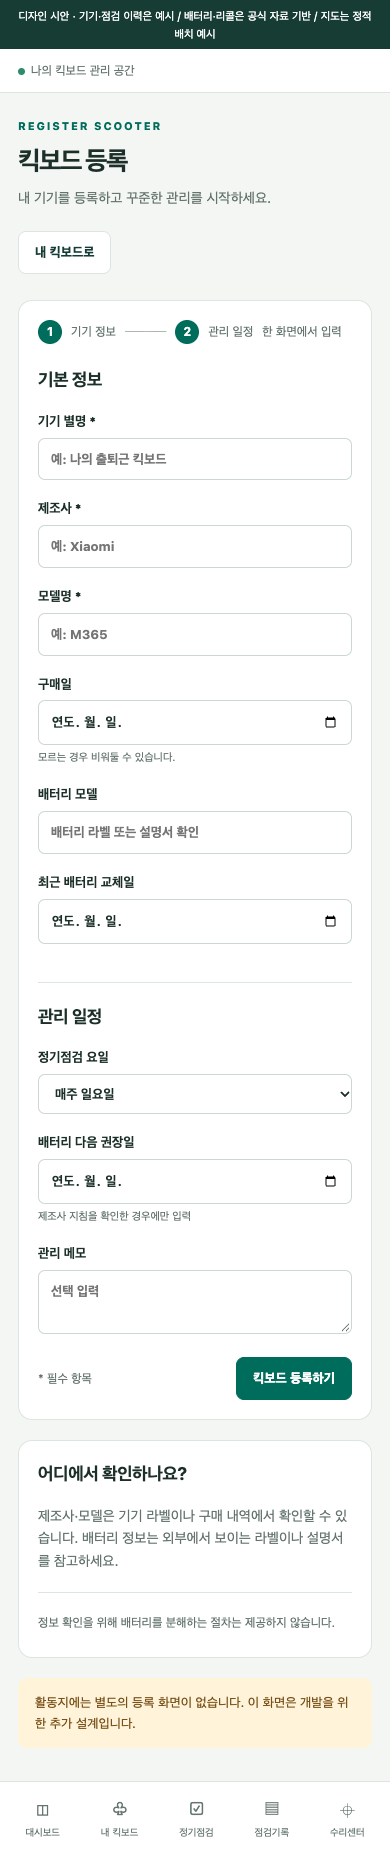 디자인 시안 · 기기·점검 이력은 예시 / 배터리·리콜은 공식 자료 기반 / 지도는 정적
배치 예시
나의 킥보드 관리 공간
REGISTER SCOOTER
킥보드 등록
내 기기를 등록하고 꾸준한 관리를 시작하세요.
내 킥보드로
1 기기 정보 2 관리 일정 한 화면에서 입력
기본 정보
기기 별명 *
예: 나의 출퇴근 킥보드
제조사 *
예: Xiaomi
모델명 *
예: M365
구매일
연도. 월. 일.
모르는 경우 비워둘 수 있습니다.
배터리 모델
배터리 라벨 또는 설명서 확인
최근 배터리 교체일
연도. 월. 일.
관리 일정
정기점검 요일
매주 일요일
배터리 다음 권장일
연도. 월. 일.
제조사 지침을 확인한 경우에만 입력
관리 메모
선택 입력
* 필수 항목
킥보드 등록하기
어디에서 확인하나요?
제조사·모델은 기기 라벨이나 구매 내역에서 확인할 수 있
습니다. 배터리 정보는 외부에서 보이는 라벨이나 설명서
를 참고하세요.
정보 확인을 위해 배터리를 분해하는 절차는 제공하지 않습니다.
활동지에는 별도의 등록 화면이 없습니다. 이 화면은 개발을 위
한 추가 설계입니다.
대시보드 내 킥보드 정기점검 점검기록 수리센터